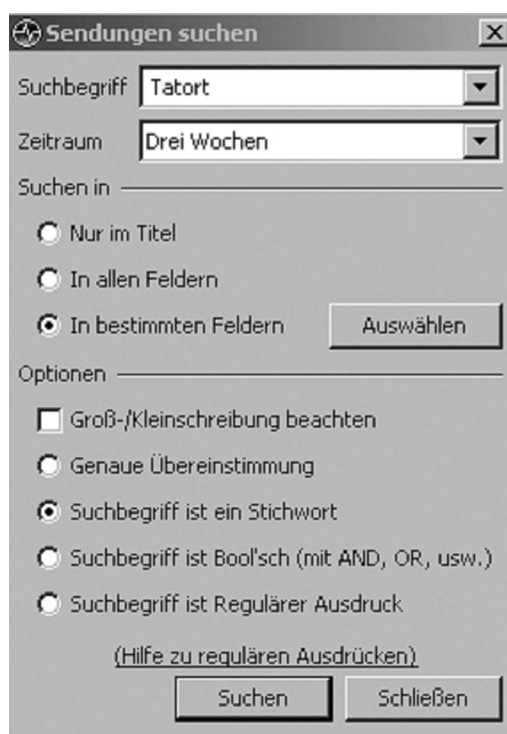 Sendungen suchen
Suchbegriff Tatort
Zeitraum Drei Wochen
Suchen in
Nur im Titel
In allen Feldern
In bestimmten Feldern Auswählen
Optionen
Groß-/Kleinschreibung beachten
Genaue Übereinstimmung
Suchbegriff ist ein Stichwort
Suchbegriff ist Bool'sch (mit AND, OR, usw.)
Suchbegriff ist Regulärer Ausdruck
(Hilfe zu regulären Ausdrücken)
Suchen Schließen